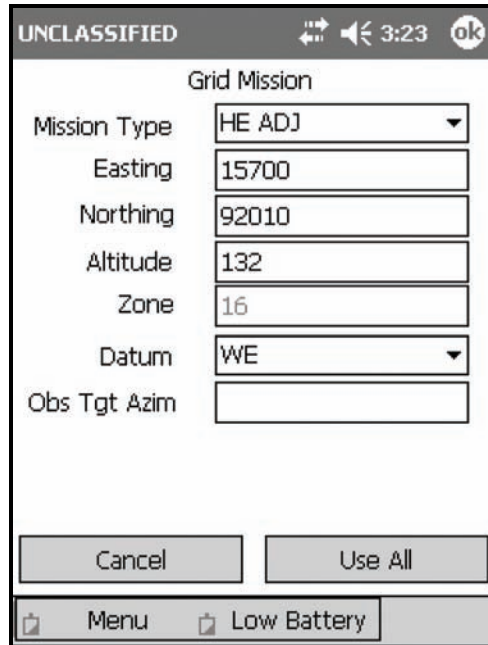 UNCLASSIFIED 3:23 ok
Grid Mission
Mission Type HE ADJ
Easting 15700
Northing 92010
Altitude 132
Zone 16
Datum WE
Obs Tgt Azim
Cancel Use All
Menu Low Battery